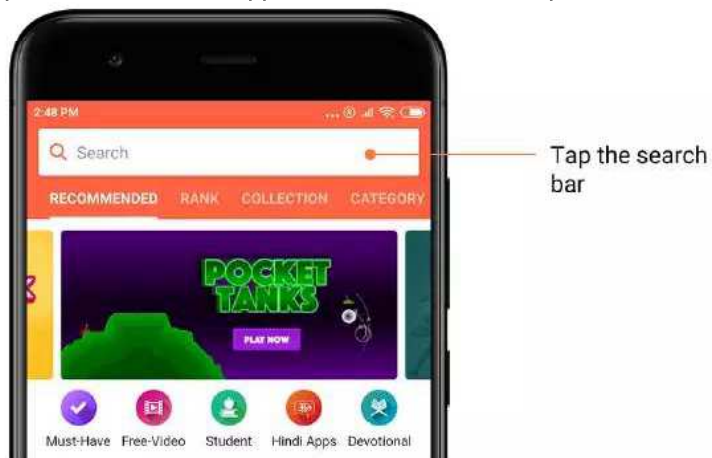 2:48 PM
Search
Tap the search
bar
RECOMMENDED RANK COLLECTION CATEGORY
POCKET
TANKS
PLAY NOW
Must-Have Free-Video Student Hindi Apps Devotional